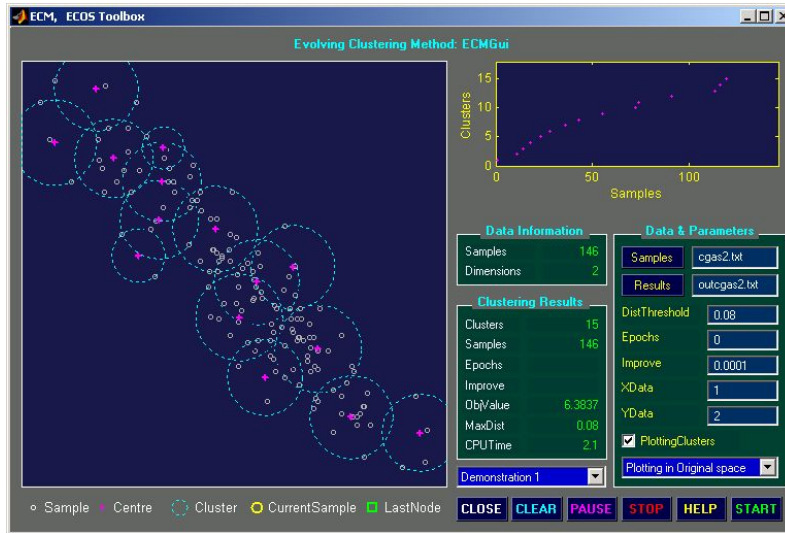 ECM, ECOS Toolbox
Evolving Clustering Method: ECMGui
Clusters
15
10
5
0
0 50 100
Samples
Data Information
Samples 146
Dimensions 2
Clustering Results
Clusters 15
Samples 146
Epochs
Improve
ObjValue 6.3837
MaxDist 0.08
CPUTime 2.1
Demonstration 1
Data & Parameters
Samples cgas2.txt
Results outcgas2.txt
DistThreshold 0.08
Epochs 0
Improve 0.0001
XData 1
YData 2
PlottingClusters
Plotting in Original space
Sample Centre Cluster CurrentSample LastNode
CLOSE CLEAR PAUSE STOP HELP START